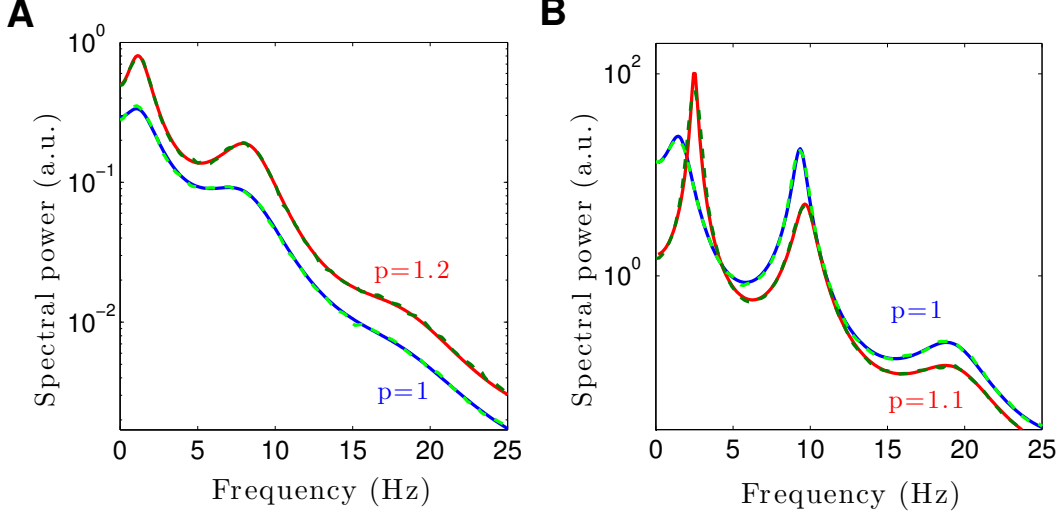 A
Spectral power (a.u.)
10^0
10^-1
10^-2
p=1.2
p=1
0 5 10 15 20 25
Frequency (Hz)
B
Spectral power (a.u.)
10^2
10^0
p=1
p=1.1
0 5 10 15 20 25
Frequency (Hz)